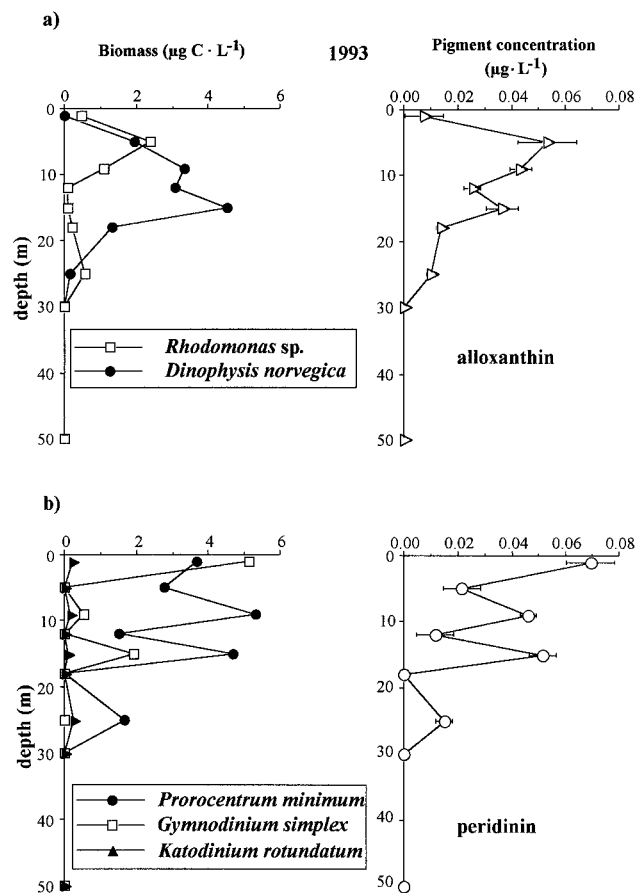 a)
Biomass (µg C · L-1)
1993
Pigment concentration
(µg· L-1)
0 2 4 6
0.00 0.02 0.04 0.06 0.08
0
10
20
30
40
50
depth (m)
Rhodomonas sp.
Dinophysis norvegica
0
10
20
30
40
50
alloxanthin
b)
0 2 4 6
0.00 0.02 0.04 0.06 0.08
0
10
20
30
40
50
depth (m)
Prorocentrum minimum
Gymnodinium simplex
Katodinium rotundatum
0
10
20
30
40
50
peridinin